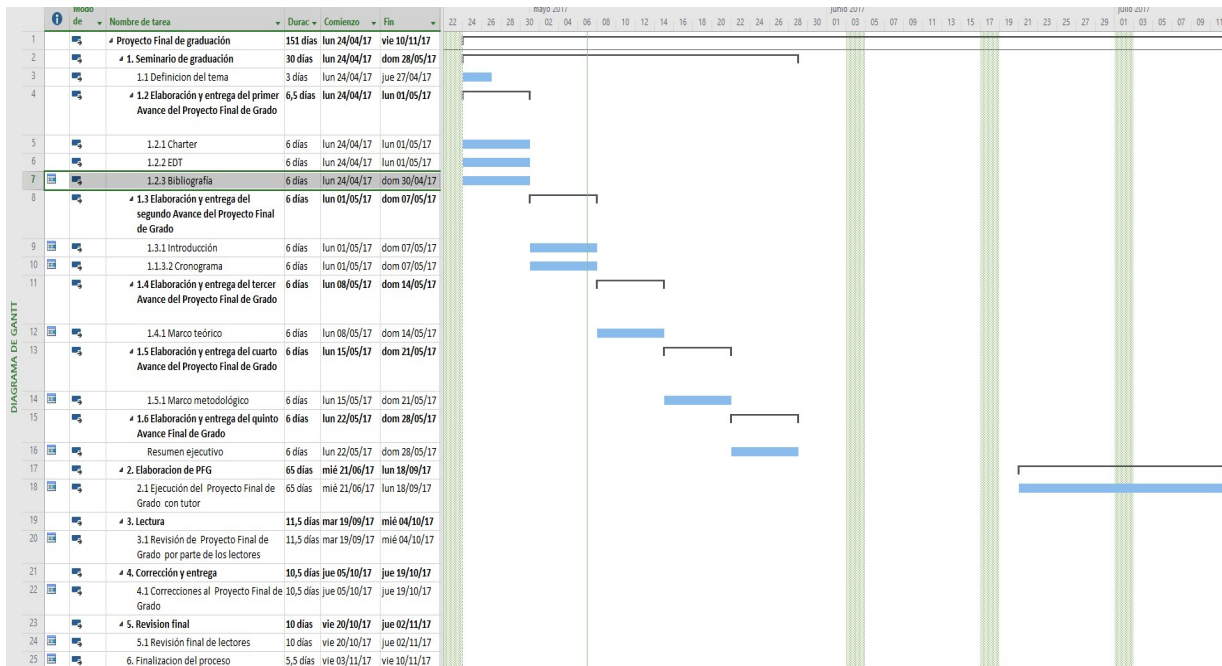 mayo 2017 junio 2017 julio 2017
Modo de Nombre de tarea Durac Comienzo Fin 22 24 26 28 30 02 04 06 08 10 12 14 16 18 20 22 24 26 28 30 01 03 05 07 09 11 13 15 17 19 21 23 25 27 29 01 03 05 07 09 11
DIAGRAMA DE GANTT
1 Proyecto Final de graduación 151 días lun 24/04/17 vie 10/11/17
2 1. Seminario de graduación 30 días lun 24/04/17 dom 28/05/17
3 1.1 Definicion del tema 3 días lun 24/04/17 jue 27/04/17
4 1.2 Elaboración y entrega del primer 6,5 días lun 24/04/17 lun 01/05/17
Avance del Proyecto Final de Grado
5 1.2.1 Charter 6 días lun 24/04/17 lun 01/05/17
6 1.2.2 EDT 6 días lun 24/04/17 lun 01/05/17
7 1.2.3 Bibliografía 6 días lun 24/04/17 dom 30/04/17
8 1.3 Elaboración y entrega del 6 días lun 01/05/17 dom 07/05/17
segundo Avance del Proyecto Final
de Grado
9 1.3.1 Introducción 6 días lun 01/05/17 dom 07/05/17
10 1.1.3.2 Cronograma 6 días lun 01/05/17 dom 07/05/17
11 1.4 Elaboración y entrega del tercer 6 días lun 08/05/17 dom 14/05/17
Avance del Proyecto Final de Grado
12 1.4.1 Marco teórico 6 días lun 08/05/17 dom 14/05/17
13 1.5 Elaboración y entrega del cuarto 6 días lun 15/05/17 dom 21/05/17
Avance del Proyecto Final de Grado
14 1.5.1 Marco metodológico 6 días lun 15/05/17 dom 21/05/17
15 1.6 Elaboración y entrega del quinto 6 días lun 22/05/17 dom 28/05/17
Avance Final de Grado
16 Resumen ejecutivo 6 días lun 22/05/17 dom 28/05/17
17 2. Elaboracion de PFG 65 días mié 21/06/17 lun 18/09/17
18 2.1 Ejecución del Proyecto Final de 65 días mié 21/06/17 lun 18/09/17
Grado con tutor
19 3. Lectura 11,5 días mar 19/09/17 mié 04/10/17
20 3.1 Revisión de Proyecto Final de 11,5 días mar 19/09/17 mié 04/10/17
Grado por parte de los lectores
21 4. Corrección y entrega 10,5 días jue 05/10/17 jue 19/10/17
22 4.1 Correcciones al Proyecto Final de 10,5 días jue 05/10/17 jue 19/10/17
Grado
23 5. Revision final 10 días vie 20/10/17 jue 02/11/17
24 5.1 Revisión final de lectores 10 días vie 20/10/17 jue 02/11/17
25 6. Finalizacion del proceso 5,5 días vie 03/11/17 vie 10/11/17